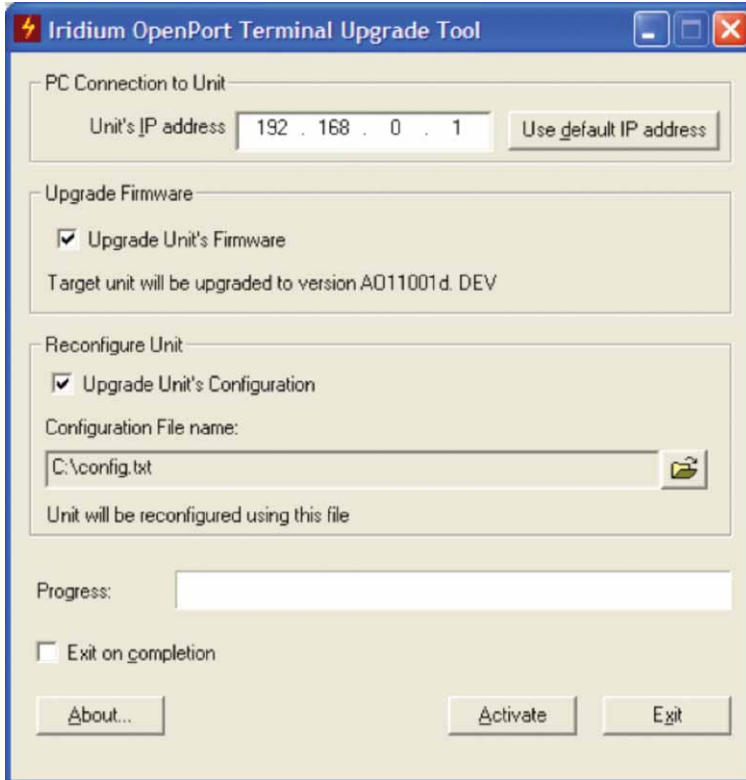 Iridium OpenPort Terminal Upgrade Tool
PC Connection to Unit
Unit's IP address 192 . 168 . 0 . 1 Use default IP address
Upgrade Firmware
Upgrade Unit's Firmware
Target unit will be upgraded to version AO11001d. DEV
Reconfigure Unit
Upgrade Unit's Configuration
Configuration File name:
C:\config.txt
Unit will be reconfigured using this file
Progress:
Exit on completion
About... Activate Exit